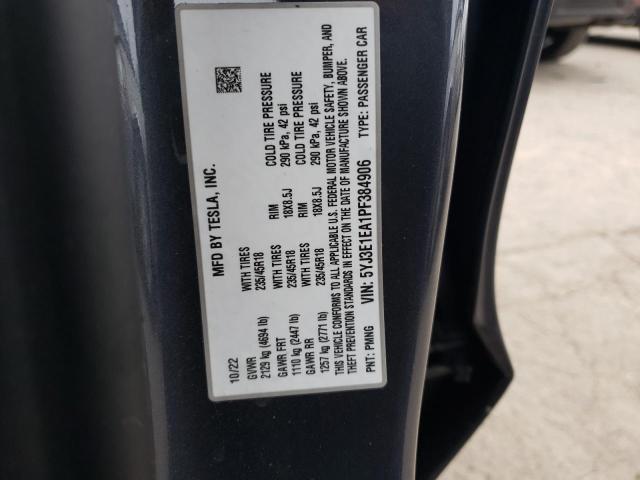 MFD BY TESLA, INC.
10/22
GVWR WITH TIRES RIM COLD TIRE PRESSURE
2129 kg (4694 lb) 235/45R18 18X8.5J 290 kPa, 42 psi
GAWR FRT WITH TIRES RIM COLD TIRE PRESSURE
1110 kg (2447 lb) 235/45R18 18X8.5J 290 kPa, 42 psi
GAWR RR
1257 kg (2771 lb) 235/45R18
THIS VEHICLE CONFORMS TO ALL APPLICABLE U.S. FEDERAL MOTOR VEHICLE SAFETY, BUMPER, AND
THEFT PREVENTION STANDARDS IN EFFECT ON THE DATE OF MANUFACTURE SHOWN ABOVE.
VIN: 5YJ3E1EA1PF384906 TYPE: PASSENGER CAR
PNT: PMNG